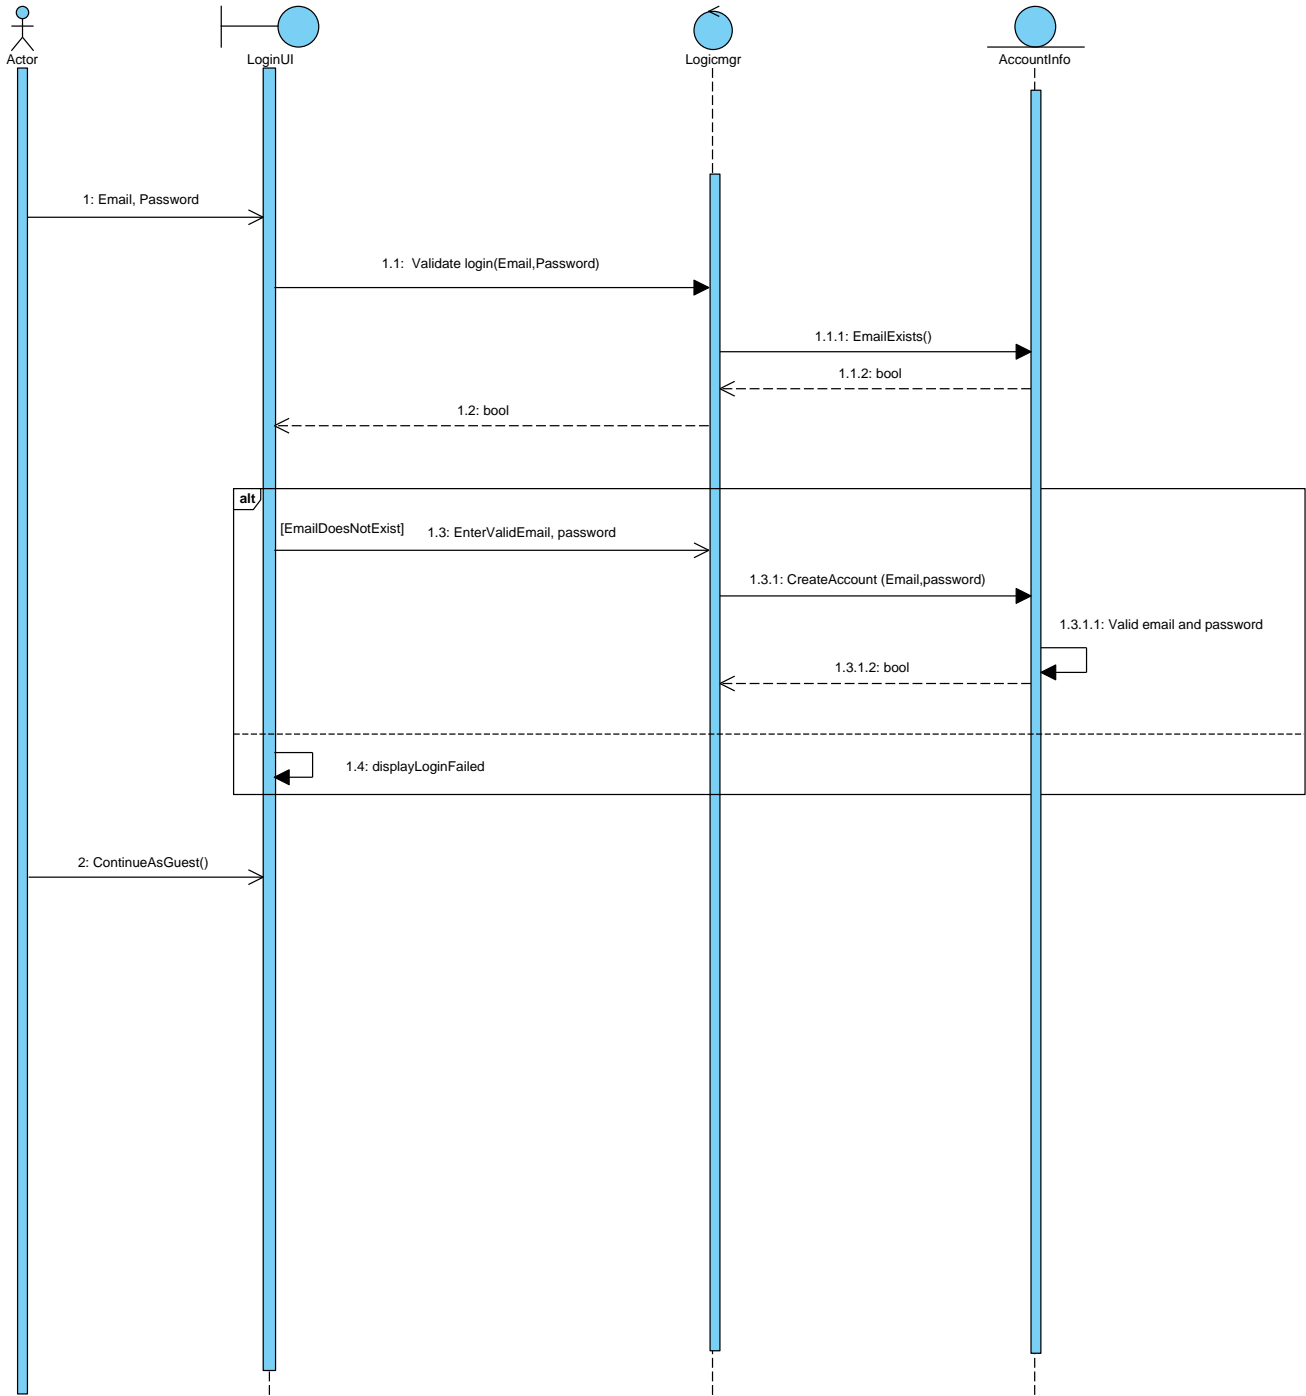 Actor
LoginUI
Logicmgr
AccountInfo
1: Email, Password
1.1:  Validate login(Email,Password)
1.1.1: EmailExists()
1.1.2: bool
1.2: bool
alt
[EmailDoesNotExist]
1.3: EnterValidEmail, password
1.3.1: CreateAccount (Email,password)
1.3.1.1: Valid email and password
1.3.1.2: bool
1.4: displayLoginFailed
2: ContinueAsGuest()